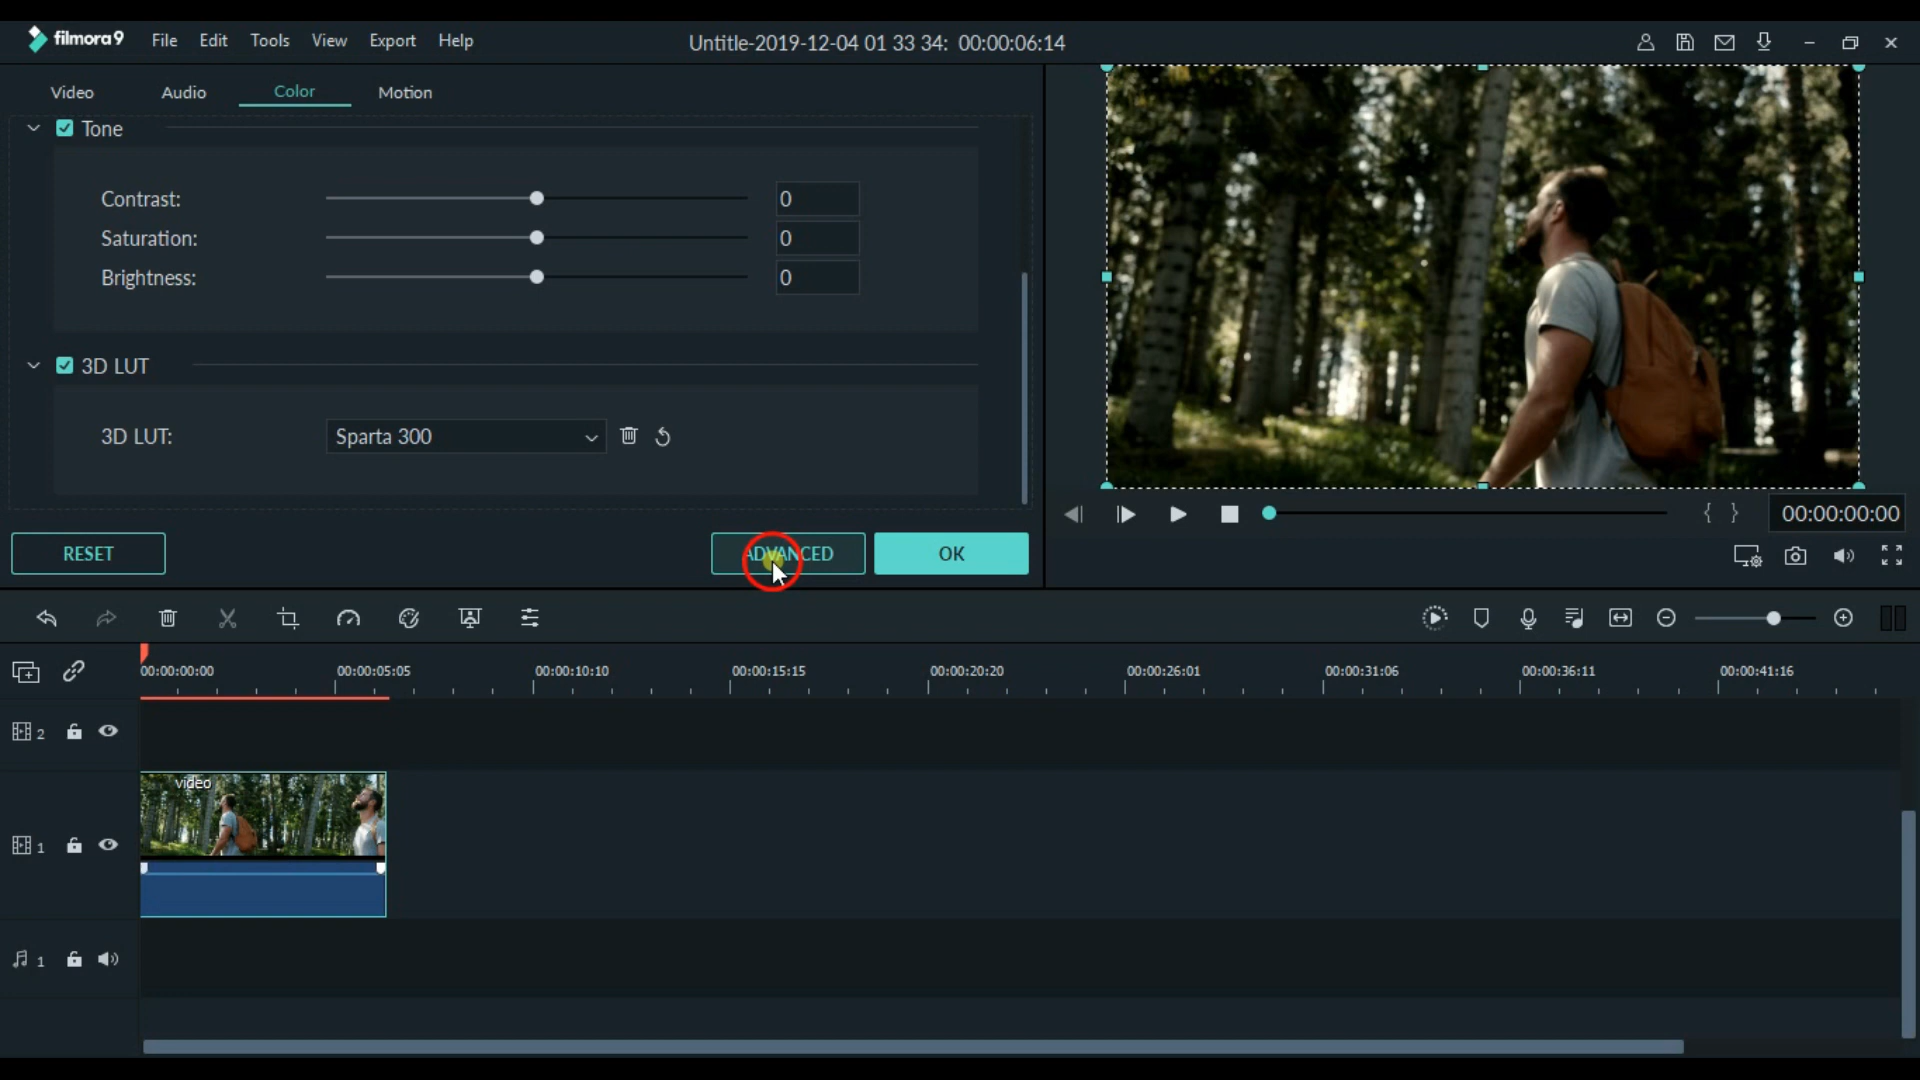 filmora9 File Edit Tools View Export Help Untitle-2019-12-04 01 33 34: 00:00:06:14
Video Audio Color Motion
Tone
Contrast: 0
Saturation: 0
Brightness: 0
3D LUT
3D LUT: Sparta 300
00:00:00:00
RESET ADVANCED OK
00:00:00:00 00:00:05:05 00:00:10:10 00:00:15:15 00:00:20:20 00:00:26:01 00:00:31:06 00:00:36:11 00:00:41:16
2
video
1
1